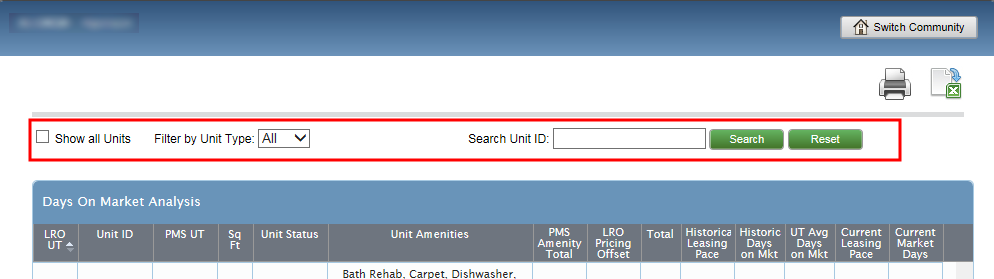 Switch Community
Show all Units Filter by Unit Type: All Search Unit ID: Search Reset
Days On Market Analysis
LRO UT
Unit ID
PMS UT
Sq Ft
Unit Status
Unit Amenities
PMS Amenity Total
LRO Pricing Offset
Total
Historica Leasing Pace
Historic Days on Mkt
UT Avg Days on Mkt
Current Leasing Pace
Current Market Days
Bath Rehab, Carpet, Dishwasher,